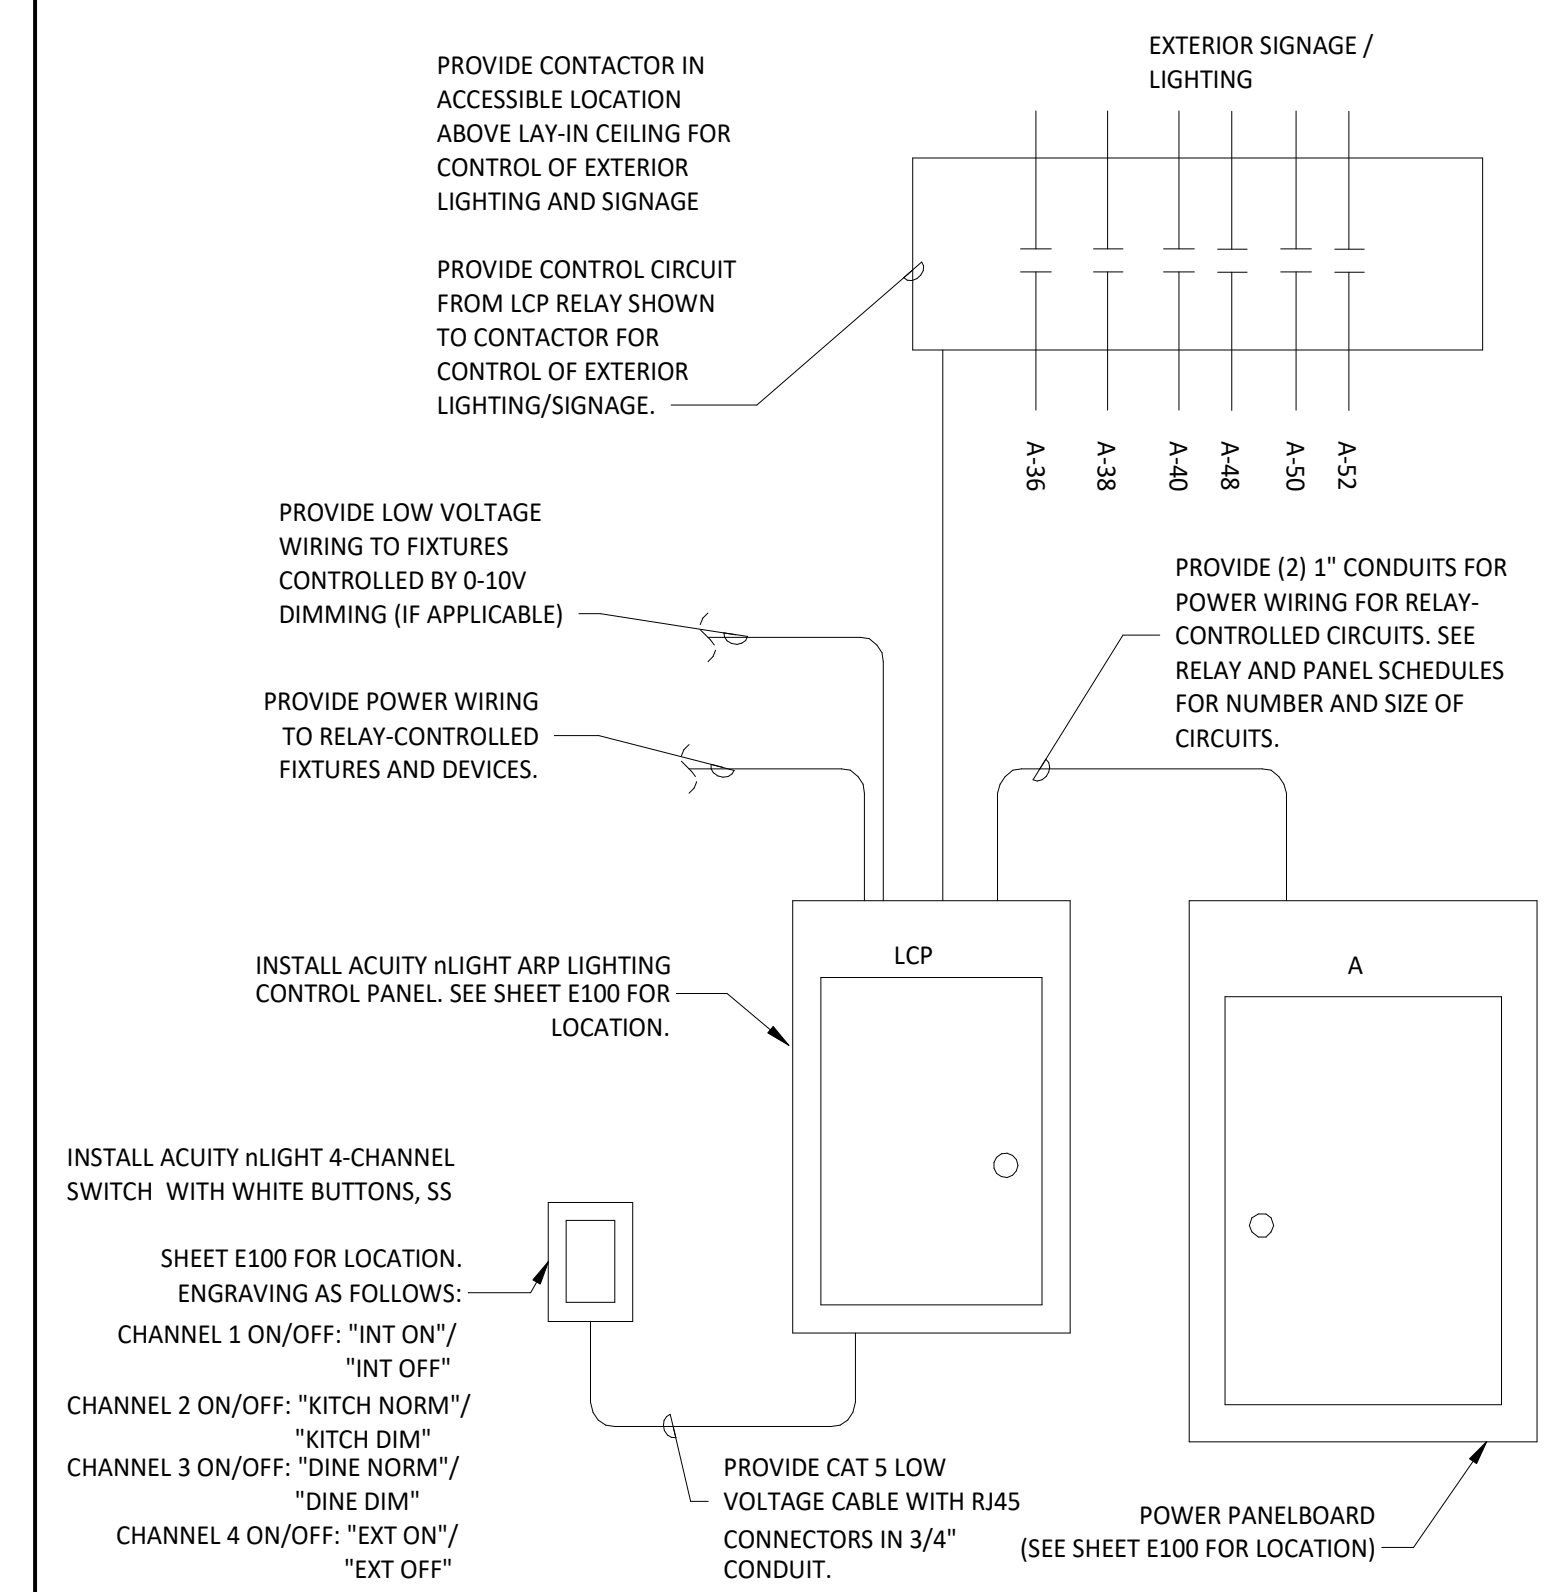 EXTERIOR SIGNAGE /
LIGHTING
PROVIDE CONTACTOR IN
ACCESSIBLE LOCATION
ABOVE LAY-IN CEILING FOR
CONTROL OF EXTERIOR
LIGHTING AND SIGNAGE
PROVIDE CONTROL CIRCUIT
FROM LCP RELAY SHOWN
TO CONTACTOR FOR
CONTROL OF EXTERIOR
LIGHTING/SIGNAGE.
A-36
A-38
A-40
A-48
A-50
A-52
PROVIDE LOW VOLTAGE
WIRING TO FIXTURES
CONTROLLED BY 0-10V
DIMMING (IF APPLICABLE)
PROVIDE (2) 1" CONDUITS FOR
POWER WIRING FOR RELAY-
CONTROLLED CIRCUITS. SEE
RELAY AND PANEL SCHEDULES
FOR NUMBER AND SIZE OF
CIRCUITS.
PROVIDE POWER WIRING
TO RELAY-CONTROLLED
FIXTURES AND DEVICES.
LCP
A
INSTALL ACUITY nLIGHT ARP LIGHTING
CONTROL PANEL. SEE SHEET E100 FOR
LOCATION.
INSTALL ACUITY nLIGHT 4-CHANNEL
SWITCH WITH WHITE BUTTONS, SS
SHEET E100 FOR LOCATION.
ENGRAVING AS FOLLOWS:
CHANNEL 1 ON/OFF: "INT ON"/
"INT OFF"
CHANNEL 2 ON/OFF: "KITCH NORM"/
"KITCH DIM"
CHANNEL 3 ON/OFF: "DINE NORM"/
"DINE DIM"
CHANNEL 4 ON/OFF: "EXT ON"/
"EXT OFF"
PROVIDE CAT 5 LOW
VOLTAGE CABLE WITH RJ45
CONNECTORS IN 3/4"
CONDUIT.
POWER PANELBOARD
(SEE SHEET E100 FOR LOCATION)